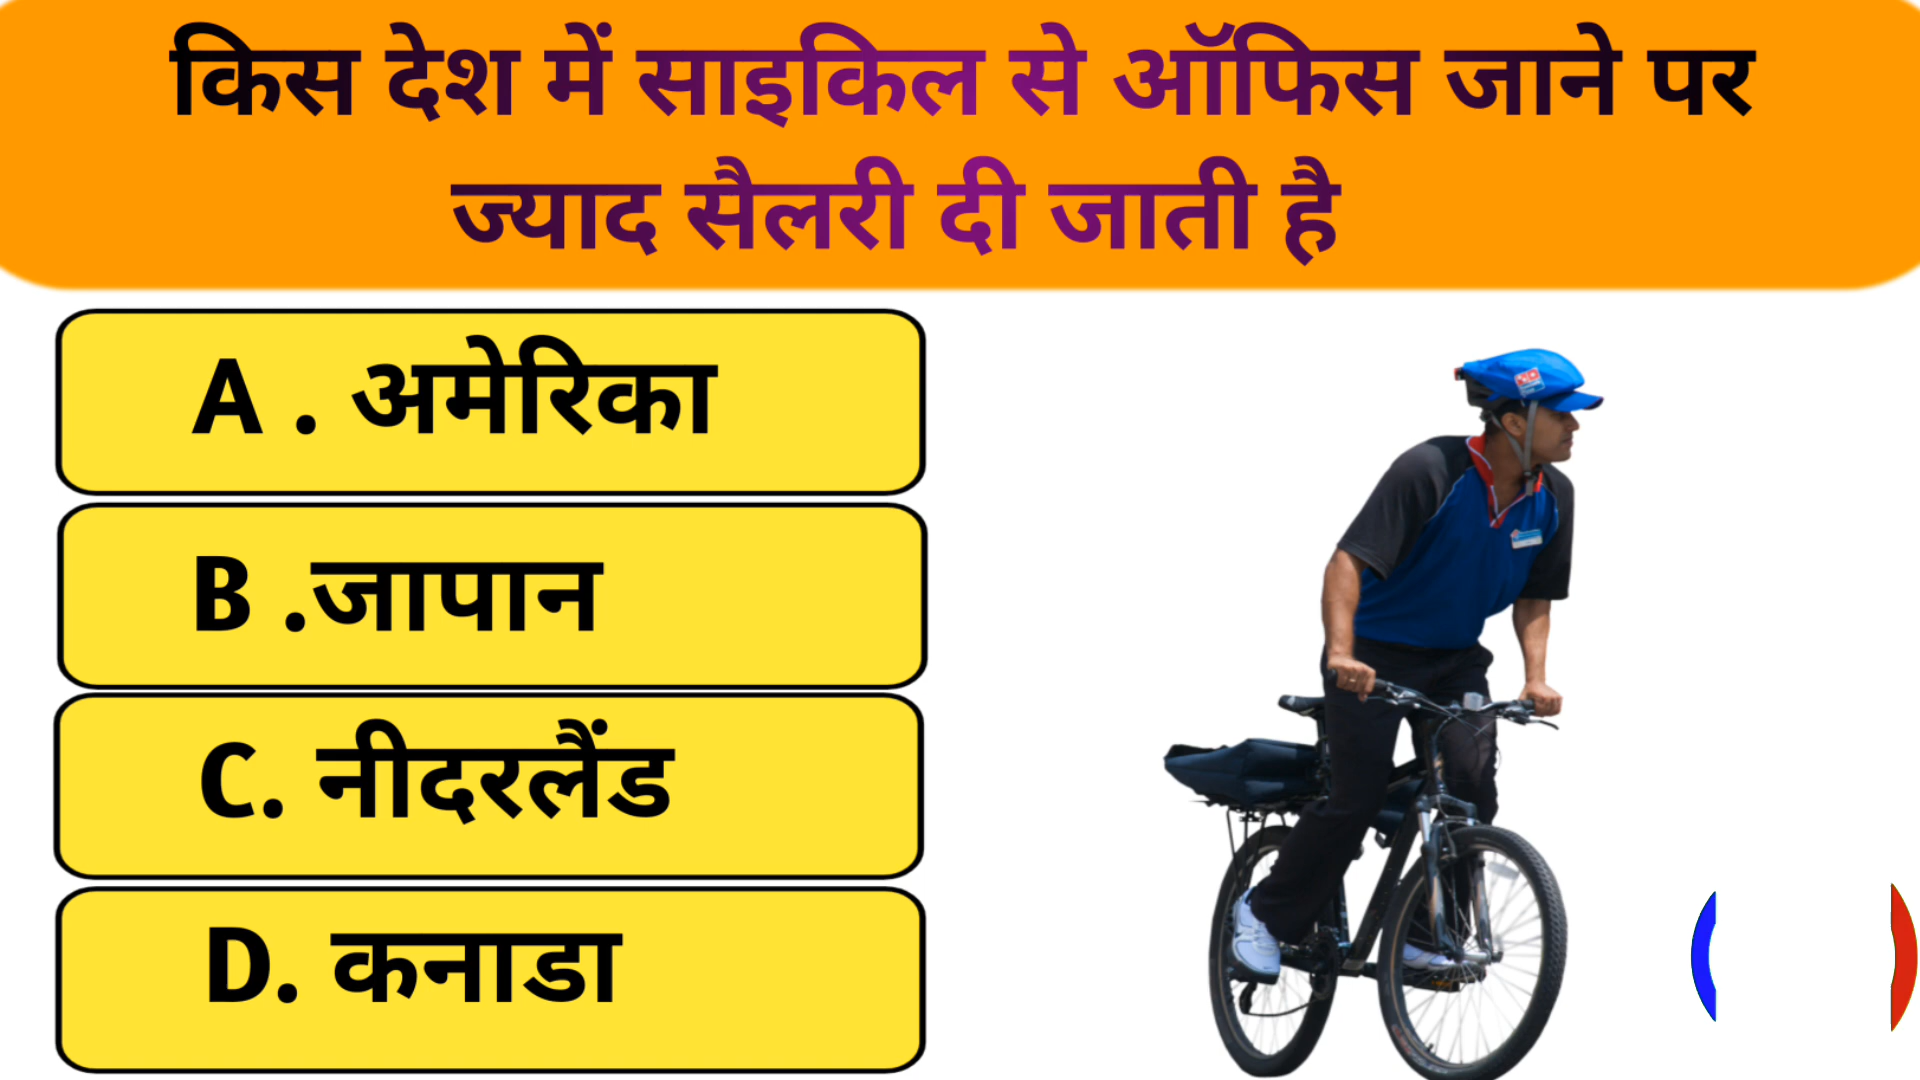 किस देश में साइकिल से ऑफिस जाने पर
ज्याद सैलरी दी जाती है
A . अमेरिका
B .जापान
C. नीदरलैंड
D. कनाडा